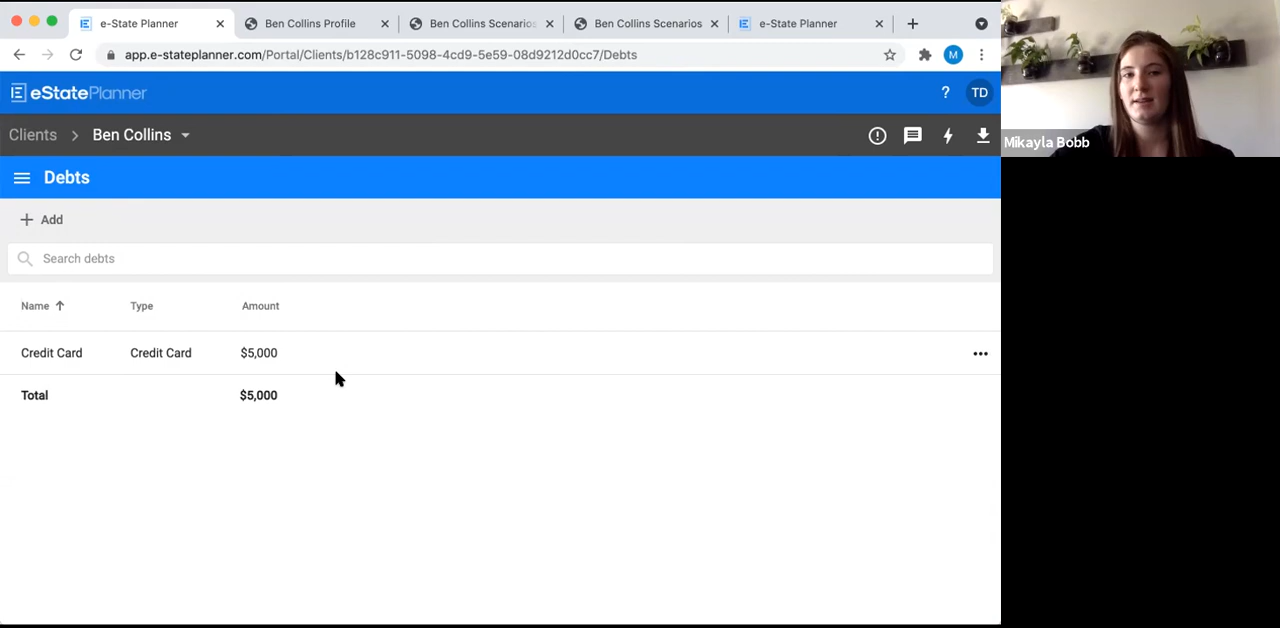 e-State Planner
Ben Collins Profile
Ben Collins Scenarios
Ben Collins Scenarios
e-State Planner
app.e-stateplanner.com/Portal/Clients/b128c911-5098-4cd9-5e59-08d9212d0cc7/Debts
M
eStatePlanner
?
TD
Clients > Ben Collins
Mikayla Bobb
Debts
+ Add
Search debts
Name Type Amount
Credit Card Credit Card $5,000
Total $5,000